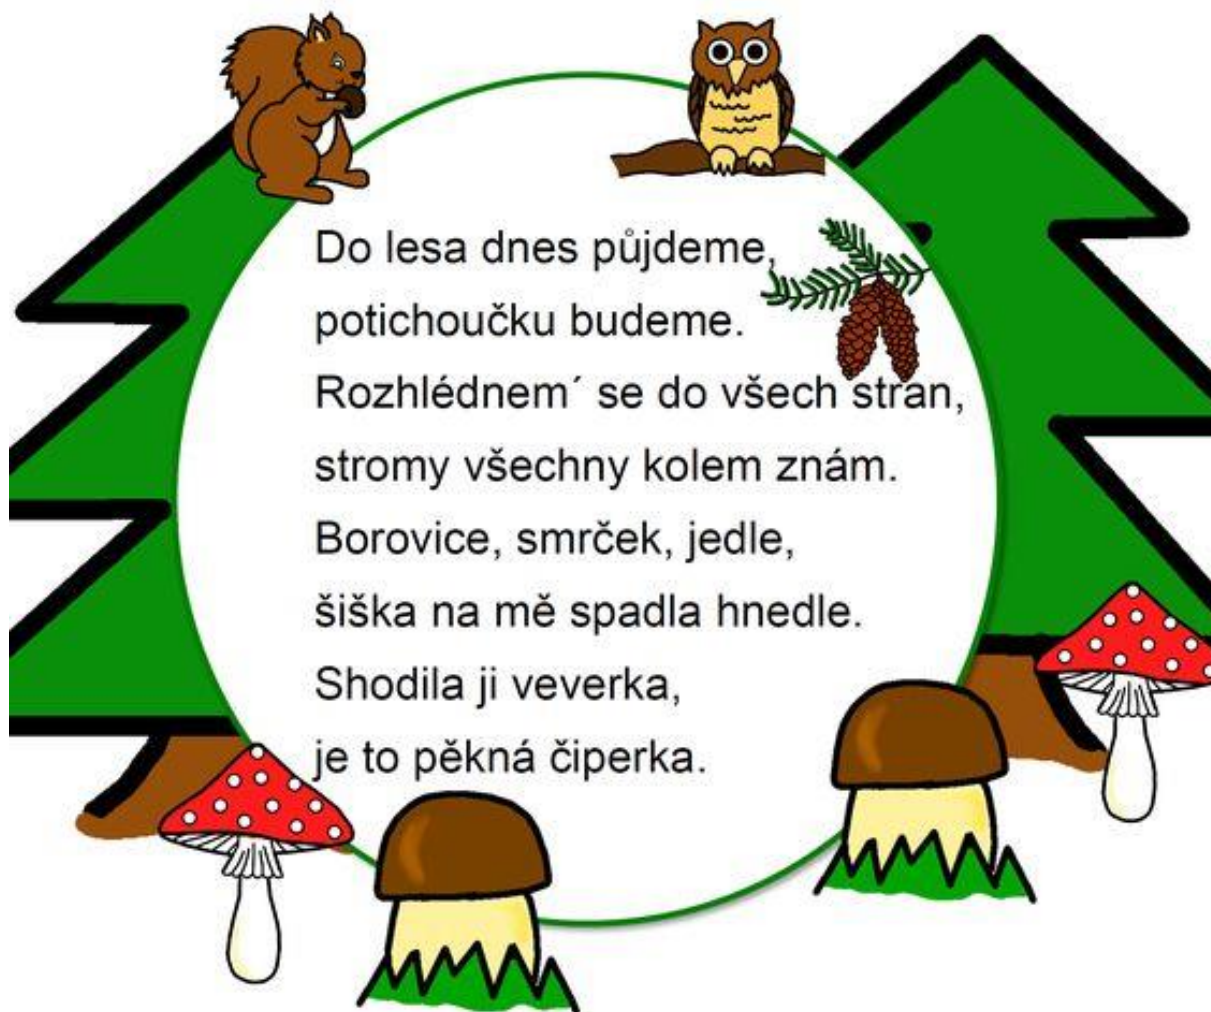 Do lesa dnes půjdeme,
potichoučku budeme.
Rozhlédnem´ se do všech stran,
stromy všechny kolem znám.
Borovice, smrček, jedle,
šiška na mě spadla hnedle.
Shodila ji veverka,
je to pěkná čiperka.